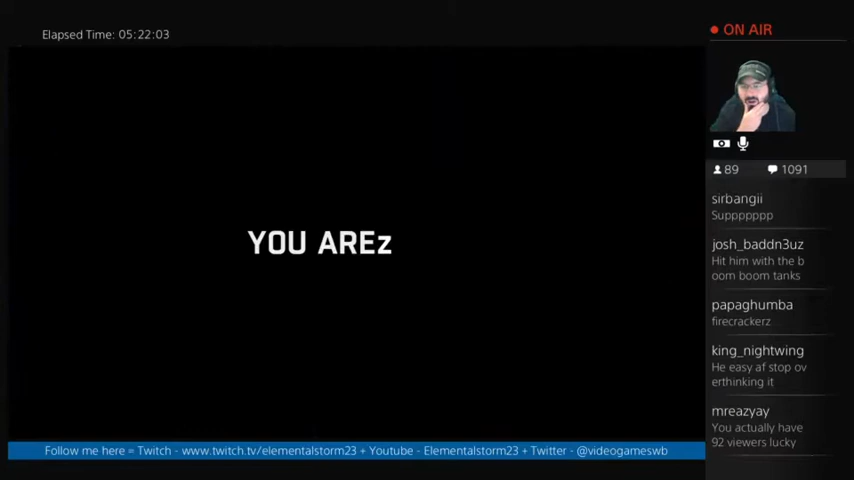 Elapsed Time: 05:22:03
ON AIR
89 1091
sirbangii
Suppppppp
josh_baddn3uz
Hit him with the b
oom boom tanks
papaghumba
firecrackerz
king_nightwing
He easy af stop ov
erthinking it
mreazyay
You actually have
92 viewers lucky
YOU AREz
Follow me here = Twitch - www.twitch.tv/elementalstorm23 + Youtube - Elementalstorm23 + Twitter - @videogameswb